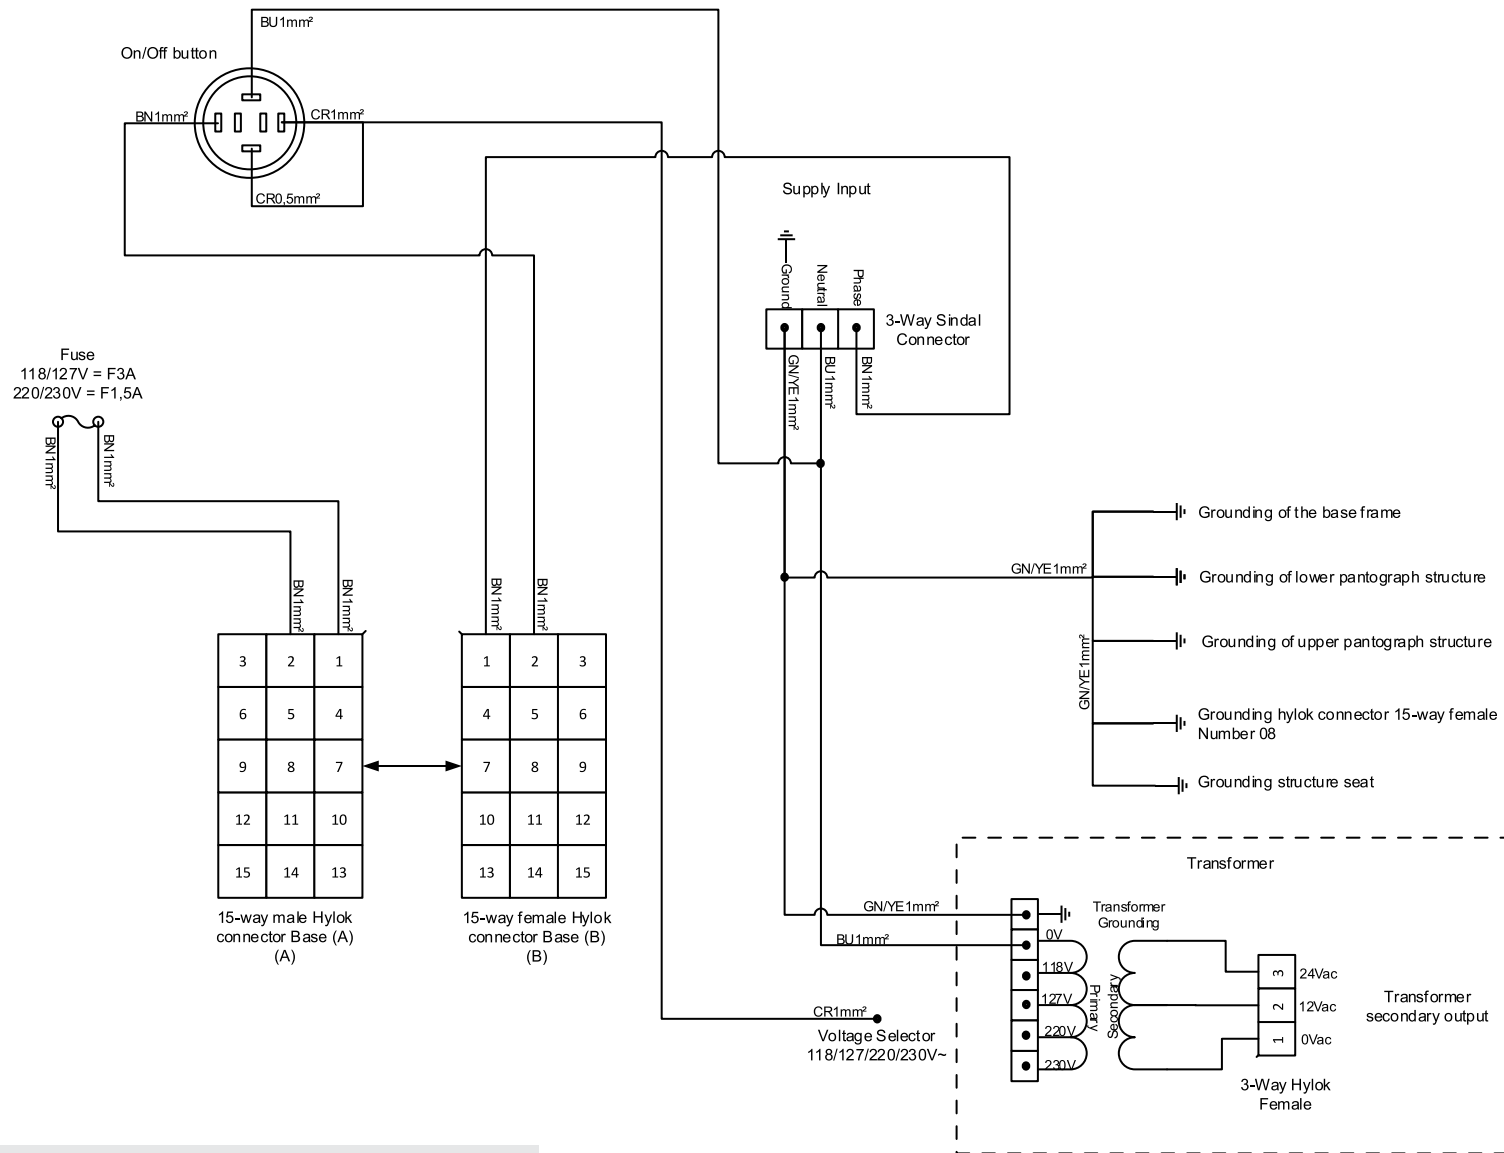 BU1mm²
On/Off button
BN1mm²
CR1mm²
CR0,5mm²
Supply Input
Ground
Neutral
Phase
3-Way Sindal
Connector
GN/YE1mm²
BU1mm²
BN1mm²
Fuse
118/127V = F3A
220/230V = F1,5A
BN1mm²
BN1mm²
BN1mm²
BN1mm²
BN1mm²
BN1mm²
3 2 1
6 5 4
9 8 7
12 11 10
15 14 13
15-way male Hylok
connector Base (A)
(A)
1 2 3
4 5 6
7 8 9
10 11 12
13 14 15
15-way female Hylok
connector Base (B)
(B)
GN/YE1mm²
GN/YE1mm²
Grounding of the base frame
Grounding of lower pantograph structure
Grounding of upper pantograph structure
Grounding hylok connector 15-way female
Number 08
Grounding structure seat
Transformer
GN/YE1mm²
BU1mm²
Transformer
Grounding
0V
118V
127V
220V
230V
Primary
Secondary
3
2
1
24Vac
12Vac
0Vac
Transformer
secondary output
3-Way Hylok
Female
CR1mm²
Voltage Selector
118/127/220/230V~